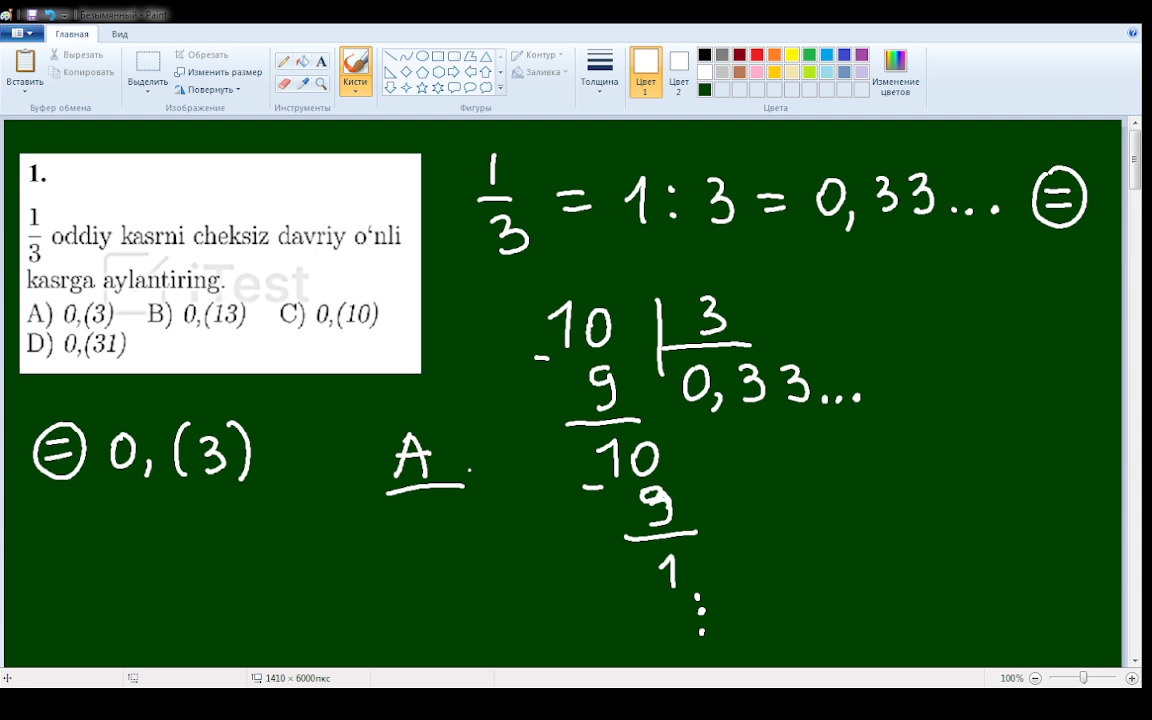 Безымянный - Paint
Главная Вид
Вставить
Вырезать
Копировать
Буфер обмена
Выделить
Обрезать
Изменить размер
Повернуть
Изображение
A
Инструменты
Кисти
Контур
Заливка
Фигуры
Толщина
Цвет 1
Цвет 2
Изменение цветов
Цвета
1.
1/3 oddiy kasrni cheksiz davriy o‘nli
kasrga aylantiring.
A) 0,(3) B) 0,(13) C) 0,(10)
D) 0,(31)
iTest
1/3 = 1 : 3 = 0,33... =
10 | 3
- 9 0,33...
10
- 9
1
⋮
= 0,(3) A
1410 × 6000пкс
100%